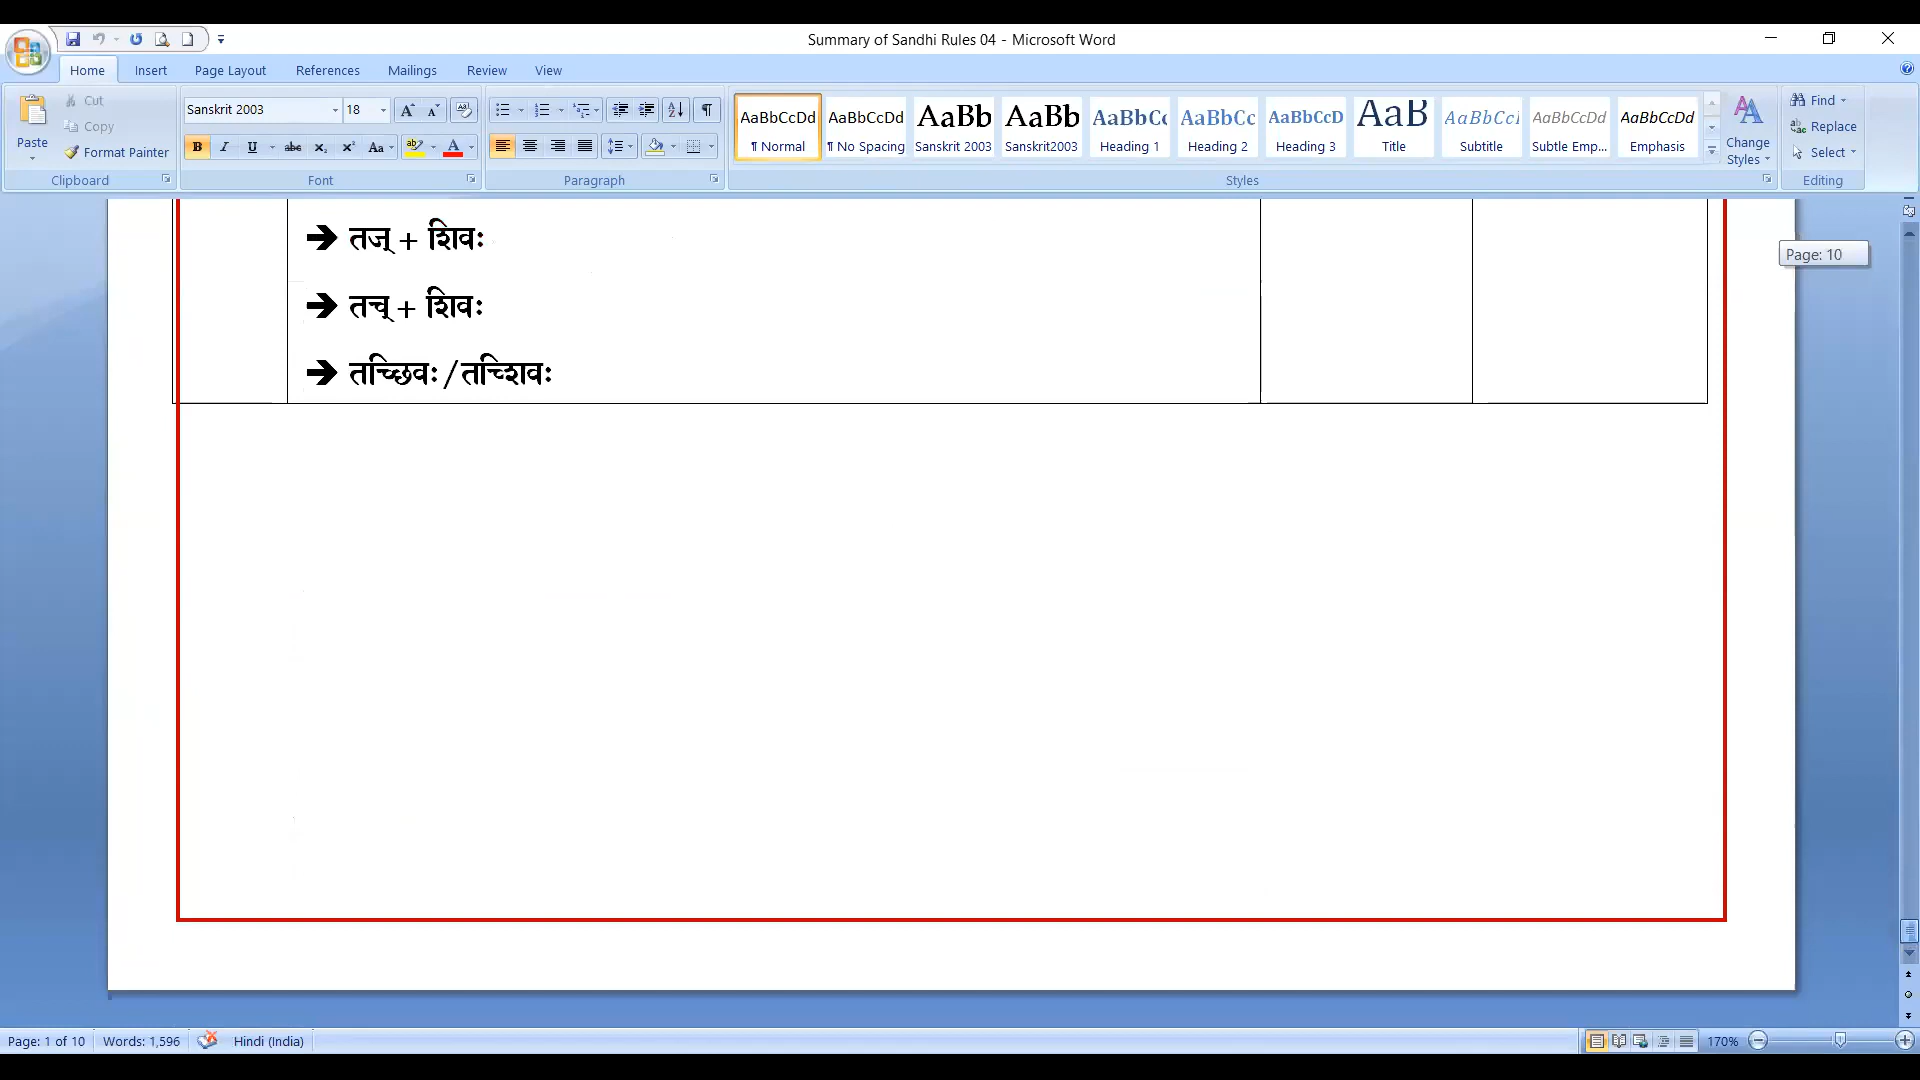 Summary of Sandhi Rules 04 - Microsoft Word
Home Insert Page Layout References Mailings Review View
Paste
Cut
Copy
Format Painter
Clipboard
Sanskrit 2003 18
Font
Paragraph
AaBbCcDd AaBbCcDd AaBb AaBb AaBbCc AaBbCc AaBbCcD AaB AaBbCcl AaBbCcDd AaBbCcDd
¶ Normal ¶ No Spacing Sanskrit 2003 Sanskrit2003 Heading 1 Heading 2 Heading 3 Title Subtitle Subtle Emp... Emphasis
Change Styles
Styles
Find
Replace
Select
Editing
➔ तज् + शिवः
Page: 10
➔ तच् + शिवः
➔ तच्छिवः / तच्शिवः
Page: 1 of 10 Words: 1,596 Hindi (India) 170%